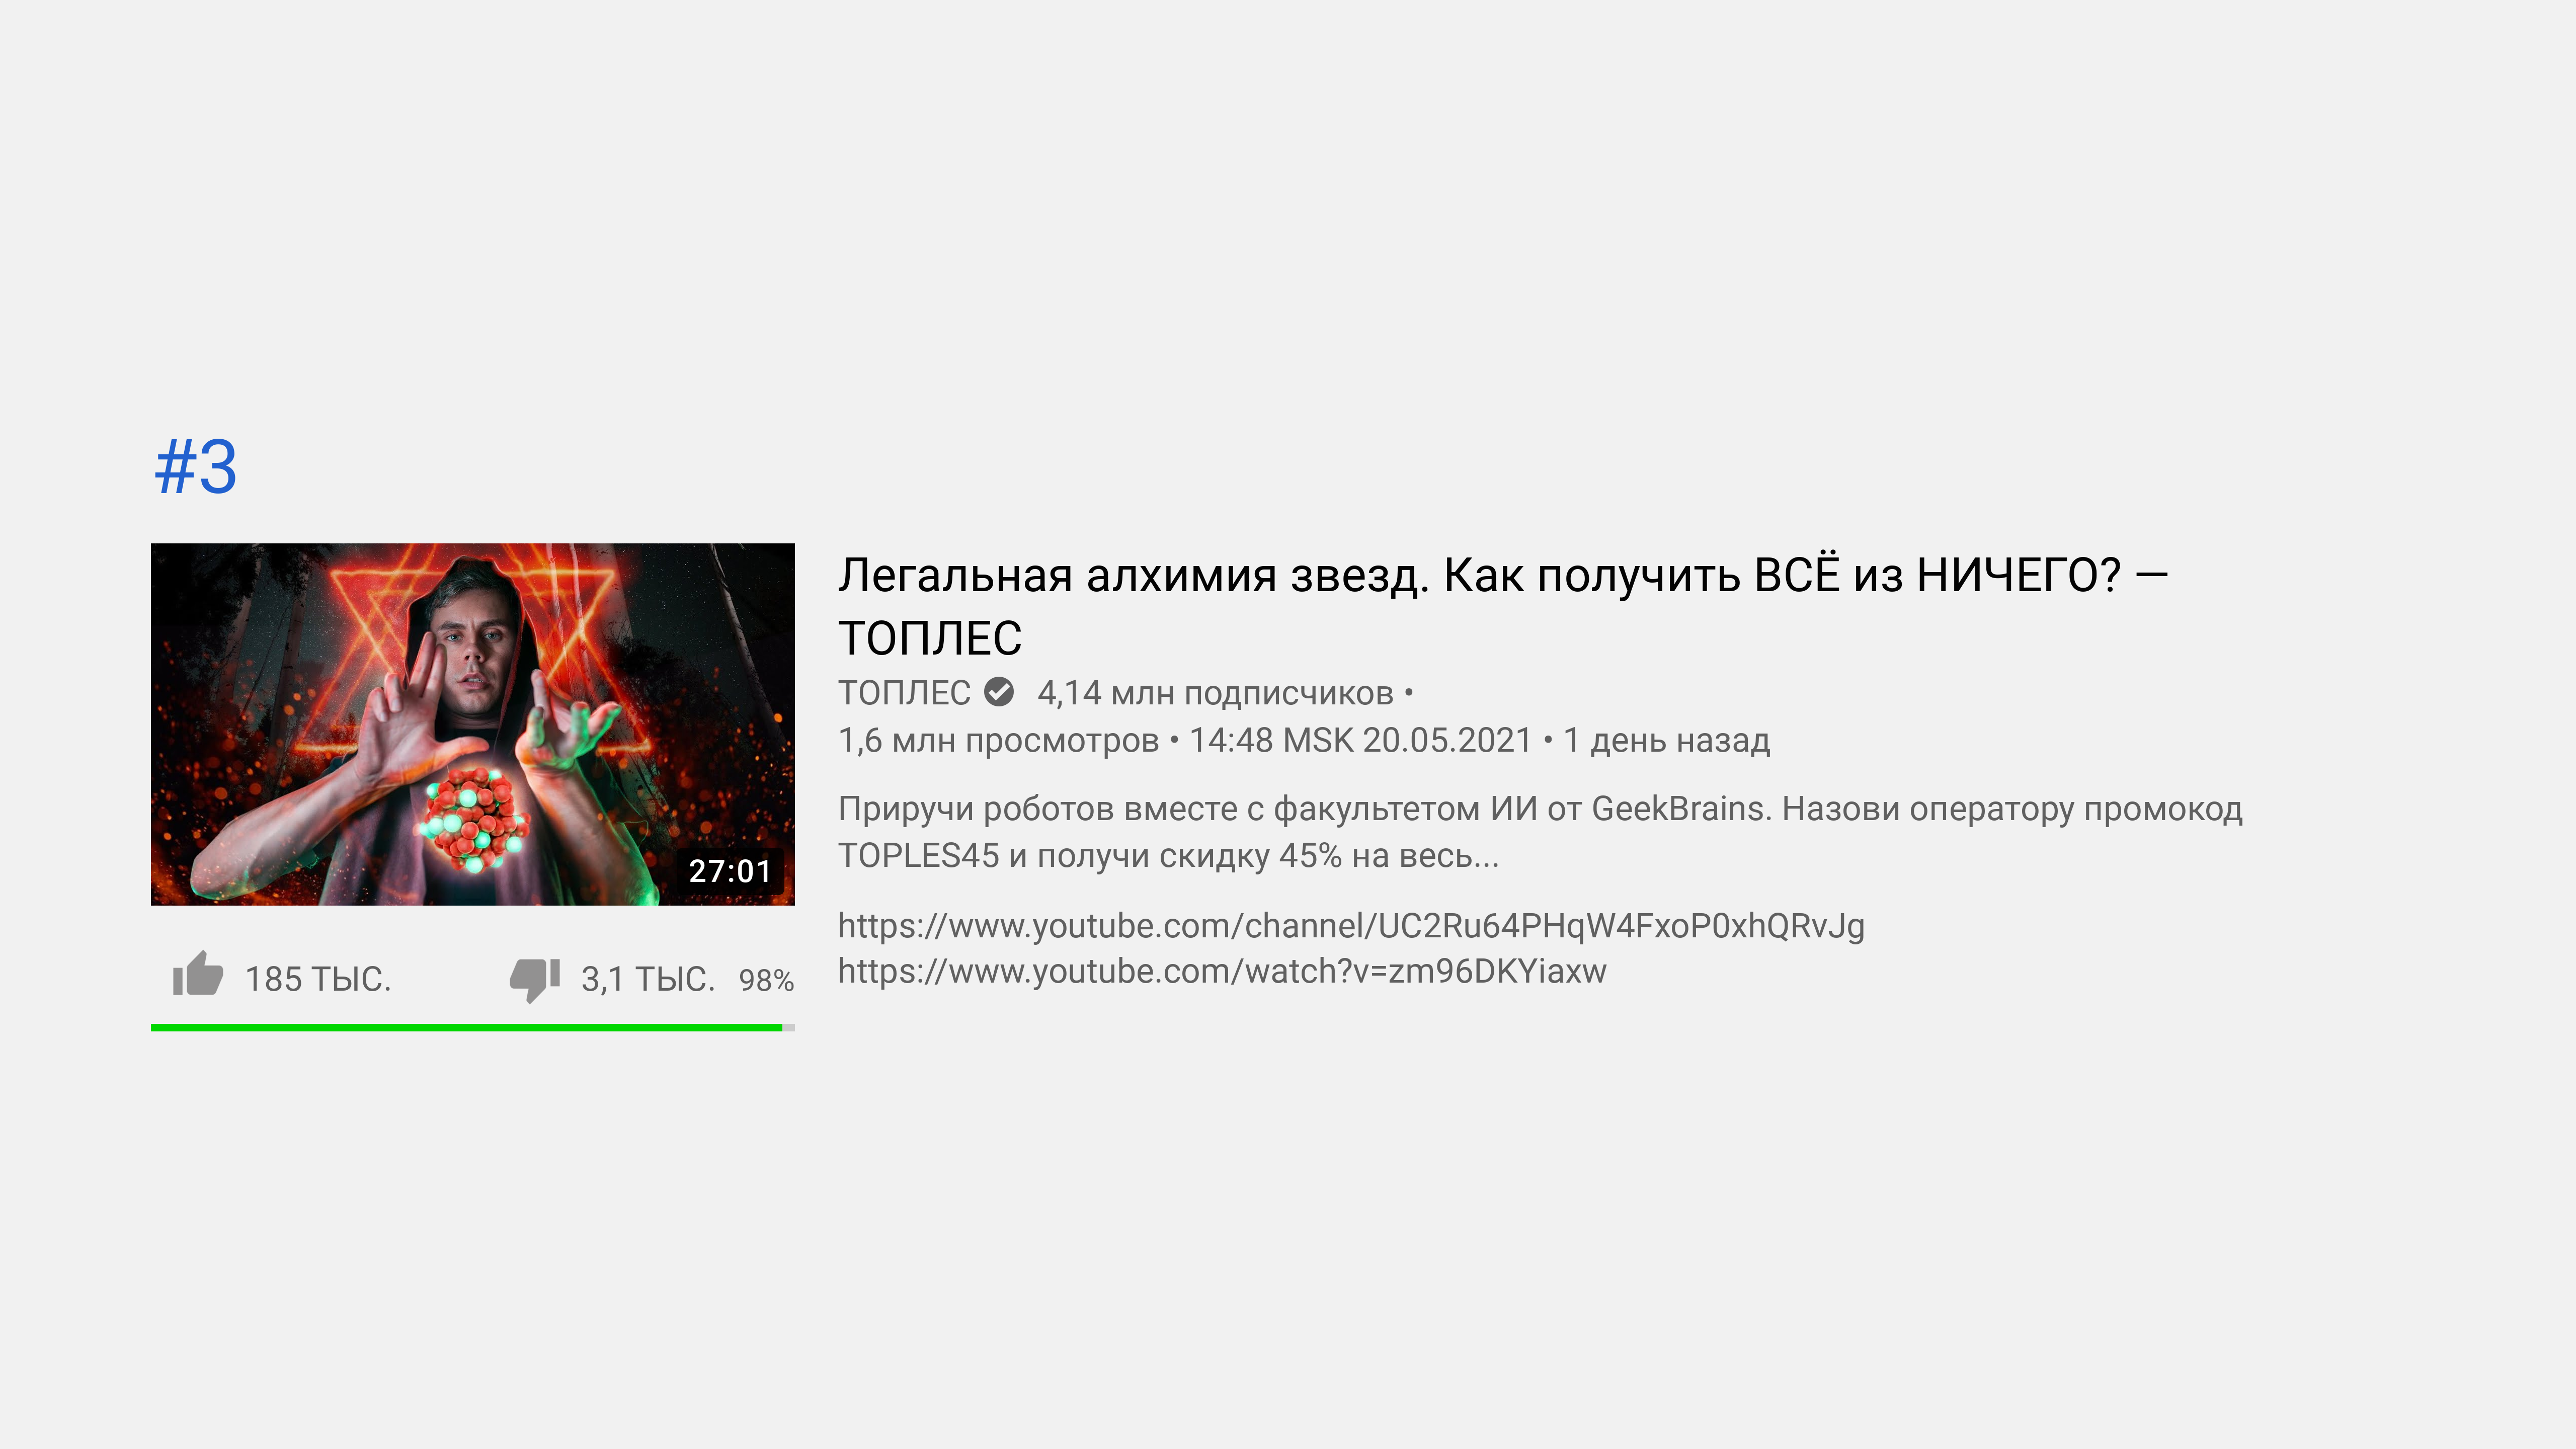 #3
27:01
185 ТЫС.
3,1 ТЫС.
98%
Легальная алхимия звезд. Как получить ВСЁ из НИЧЕГО? —
ТОПЛЕС
ТОПЛЕС 4,14 млн подписчиков •
1,6 млн просмотров • 14:48 MSK 20.05.2021 • 1 день назад
Приручи роботов вместе с факультетом ИИ от GeekBrains. Назови оператору промокод
TOPLES45 и получи скидку 45% на весь...
https://www.youtube.com/channel/UC2Ru64PHqW4FxoP0xhQRvJg
https://www.youtube.com/watch?v=zm96DKYiaxw